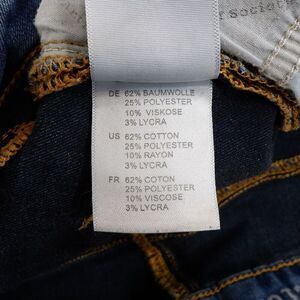 r Society
DE 62% BAUMWOLLE
25% POLYESTER
10% VISKOSE
3% LYCRA
US 62% COTTON
25% POLYESTER
10% RAYON
3% LYCRA
FR 62% COTON
25% POLYESTER
10% VISCOSE
3% LYCRA